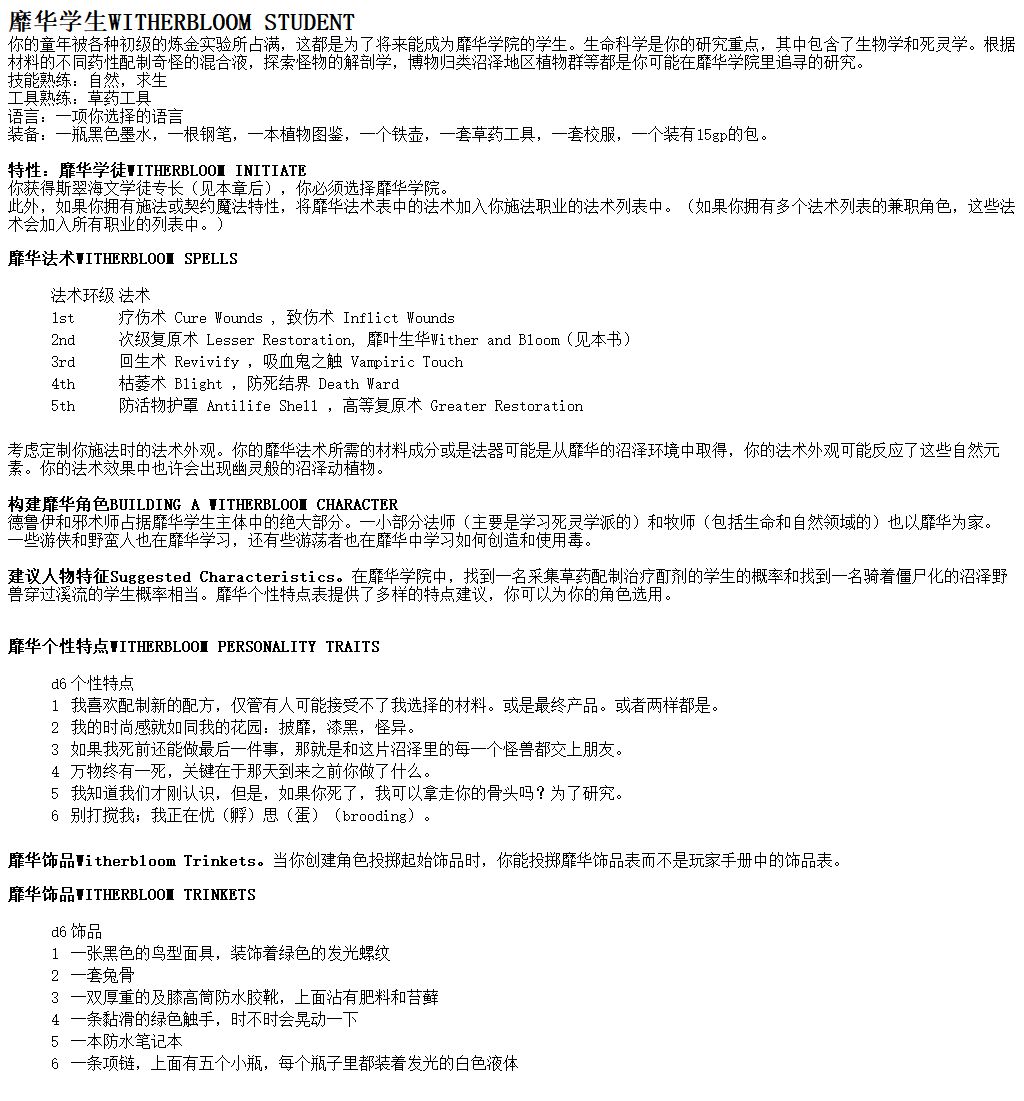 靡华学生WITHERBLOOM STUDENT
你的童年被各种初级的炼金实验所占满，这都是为了将来能成为靡华学院的学生。生命科学是你的研究重点，其中包含了生物学和死灵学。根据
材料的不同药性配制奇怪的混合液，探索怪物的解剖学，博物归类沼泽地区植物群等都是你可能在靡华学院里追寻的研究。
技能熟练：自然，求生
工具熟练：草药工具
语言：一项你选择的语言
装备：一瓶黑色墨水，一根钢笔，一本植物图鉴，一个铁壶，一套草药工具，一套校服，一个装有15gp的包。
特性：靡华学徒WITHERBLOOM INITIATE
你获得斯翠海文学徒专长（见本章后），你必须选择靡华学院。
此外，如果你拥有施法或契约魔法特性，将靡华法术表中的法术加入你施法职业的法术列表中。（如果你拥有多个法术列表的兼职角色，这些法
术会加入所有职业的列表中。）
靡华法术WITHERBLOOM SPELLS
法术环级 法术
1st 疗伤术 Cure Wounds , 致伤术 Inflict Wounds
2nd 次级复原术 Lesser Restoration, 靡叶生华Wither and Bloom（见本书）
3rd 回生术 Revivify , 吸血鬼之触 Vampiric Touch
4th 枯萎术 Blight , 防死结界 Death Ward
5th 防活物护罩 Antilife Shell , 高等复原术 Greater Restoration
考虑定制你施法时的法术外观。你的靡华法术所需的材料成分或是法器可能是从靡华的沼泽环境中取得，你的法术外观可能反应了这些自然元
素。你的法术效果中也许会出现幽灵般的沼泽动植物。
构建靡华角色BUILDING A WITHERBLOOM CHARACTER
德鲁伊和邪术师占据靡华学生主体中的绝大部分。一小部分法师（主要是学习死灵学派的）和牧师（包括生命和自然领域的）也以靡华为家。
一些游侠和野蛮人也在靡华学习，还有些游荡者也在靡华中学习如何创造和使用毒。
建议人物特征Suggested Characteristics。在靡华学院中，找到一名采集草药配制治疗酊剂的学生的概率和找到一名骑着僵尸化的沼泽野
兽穿过溪流的学生概率相当。靡华个性特点表提供了多样的特点建议，你可以为你的角色选用。
靡华个性特点WITHERBLOOM PERSONALITY TRAITS
d6 个性特点
1 我喜欢配制新的配方，仅管有人可能接受不了我选择的材料。或是最终产品。或者两样都是。
2 我的时尚感就如同我的花园：披靡，漆黑，怪异。
3 如果我死前还能做最后一件事，那就是和这片沼泽里的每一个怪兽都交上朋友。
4 万物终有一死，关键在于那天到来之前你做了什么。
5 我知道我们才刚认识，但是，如果你死了，我可以拿走你的骨头吗？为了研究。
6 别打搅我；我正在忧（孵）思（蛋）（brooding）。
靡华饰品Witherbloom Trinkets。当你创建角色投掷起始饰品时，你能投掷靡华饰品表而不是玩家手册中的饰品表。
靡华饰品WITHERBLOOM TRINKETS
d6 饰品
1 一张黑色的鸟型面具，装饰着绿色的发光螺纹
2 一套兔骨
3 一双厚重的及膝高筒防水胶靴，上面沾有肥料和苔藓
4 一条黏滑的绿色触手，时不时会晃动一下
5 一本防水笔记本
6 一条项链，上面有五个小瓶，每个瓶子里都装着发光的白色液体